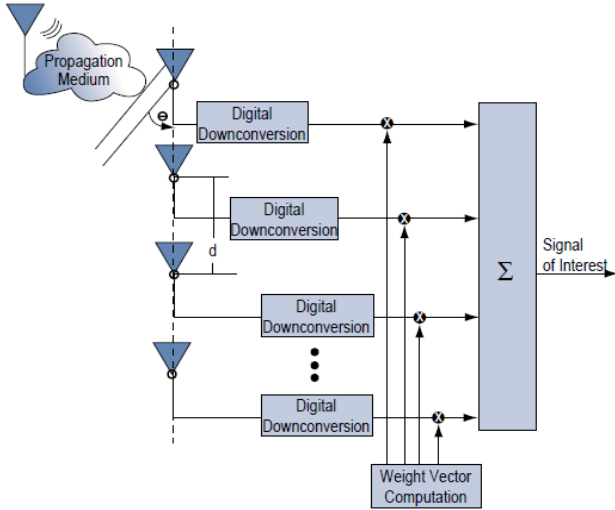 Propagation
Medium
Θ
Digital
Downconversion
X
Digital
Downconversion
X
d
Σ
Signal
of Interest
Digital
Downconversion
X
Digital
Downconversion
X
Weight Vector
Computation